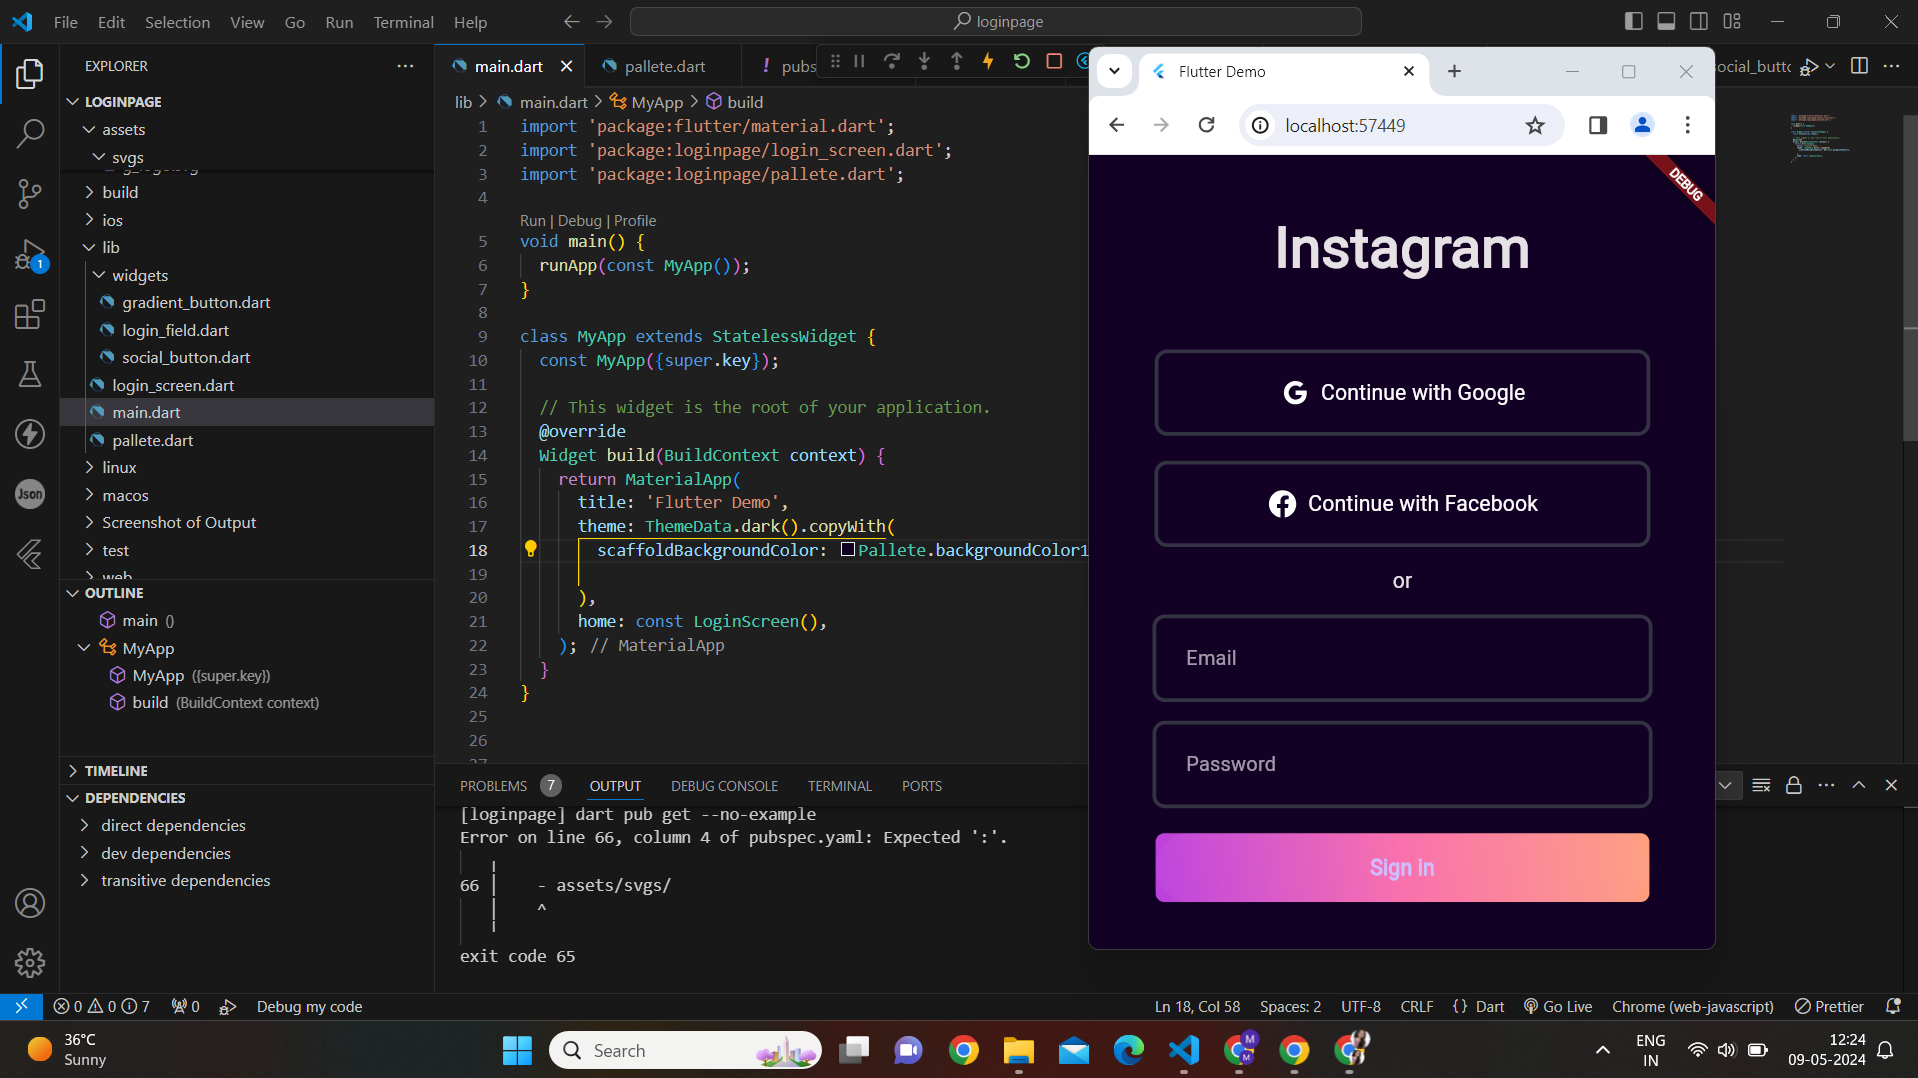 File Edit Selection View Go Run Terminal Help
loginpage
EXPLORER
LOGINPAGE
assets
svgs
build
ios
lib
widgets
gradient_button.dart
login_field.dart
social_button.dart
login_screen.dart
main.dart
pallete.dart
linux
macos
Screenshot of Output
test
web
OUTLINE
main ()
MyApp
MyApp ({super.key})
build (BuildContext context)
TIMELINE
DEPENDENCIES
direct dependencies
dev dependencies
transitive dependencies
1
Json
main.dart
pallete.dart
! pubs
lib > main.dart > MyApp > build
1 import 'package:flutter/material.dart';
2 import 'package:loginpage/login_screen.dart';
3 import 'package:loginpage/pallete.dart';
4
Run | Debug | Profile
5 void main() {
6 runApp(const MyApp());
7 }
8
9 class MyApp extends StatelessWidget {
10 const MyApp({super.key});
11
12 // This widget is the root of your application.
13 @override
14 Widget build(BuildContext context) {
15 return MaterialApp(
16 title: 'Flutter Demo',
17 theme: ThemeData.dark().copyWith(
18 scaffoldBackgroundColor: Pallete.backgroundColor1
19
20 ),
21 home: const LoginScreen(),
22 ); // MaterialApp
23 }
24 }
25
26
27
PROBLEMS 7 OUTPUT DEBUG CONSOLE TERMINAL PORTS
[loginpage] dart pub get --no-example
Error on line 66, column 4 of pubspec.yaml: Expected ':'.
66 | - assets/svgs/
| ^
exit code 65
social_butto
Flutter Demo
localhost:57449
DEBUG
Instagram
Continue with Google
Continue with Facebook
or
Email
Password
Sign in
0 0 7 0 Debug my code
Ln 18, Col 58 Spaces: 2 UTF-8 CRLF {} Dart Go Live Chrome (web-javascript) Prettier
36°C
Sunny
Search
M
M
ENG
IN
12:24
09-05-2024